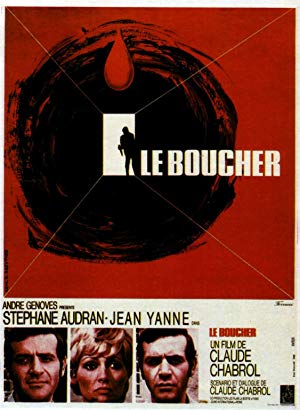 LE BOUCHER
ANDRE GENOVES PRESENTE
STEPHANE AUDRAN-JEAN YANNE DANS
LE BOUCHER
UN FILM DE
CLAUDE
CHABROL
SCENARIO ET DIALOGUE DE
CLAUDE CHABROL